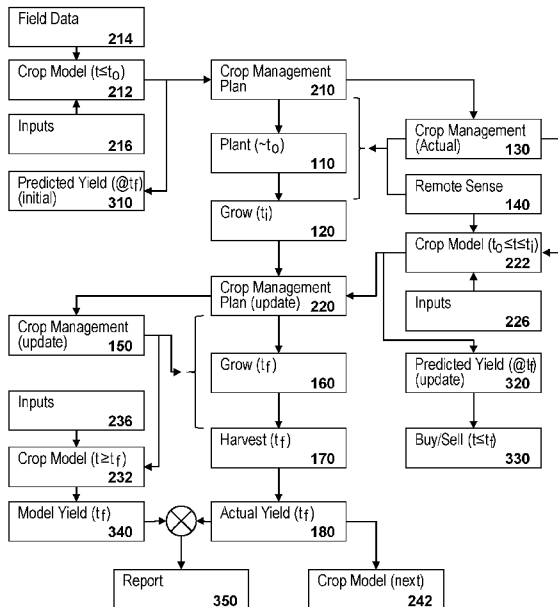 Field Data
214
Crop Model (t≤t₀)
212
Inputs
216
Predicted Yield (@tf)
(initial)
310
Crop Management
Plan
210
Plant (~t₀)
110
Grow (ti)
120
Crop Management
(Actual)
130
Remote Sense
140
Crop Model (t₀≤t≤ti)
222
Inputs
226
Crop Management
Plan (update)
220
Crop Management
(update)
150
Grow (tf)
160
Predicted Yield (@tf)
(update)
320
Inputs
236
Harvest (tf)
170
Buy/Sell (t≤tf)
330
Crop Model (t≥tf)
232
Model Yield (tf)
340
Actual Yield (tf)
180
Report
350
Crop Model (next)
242